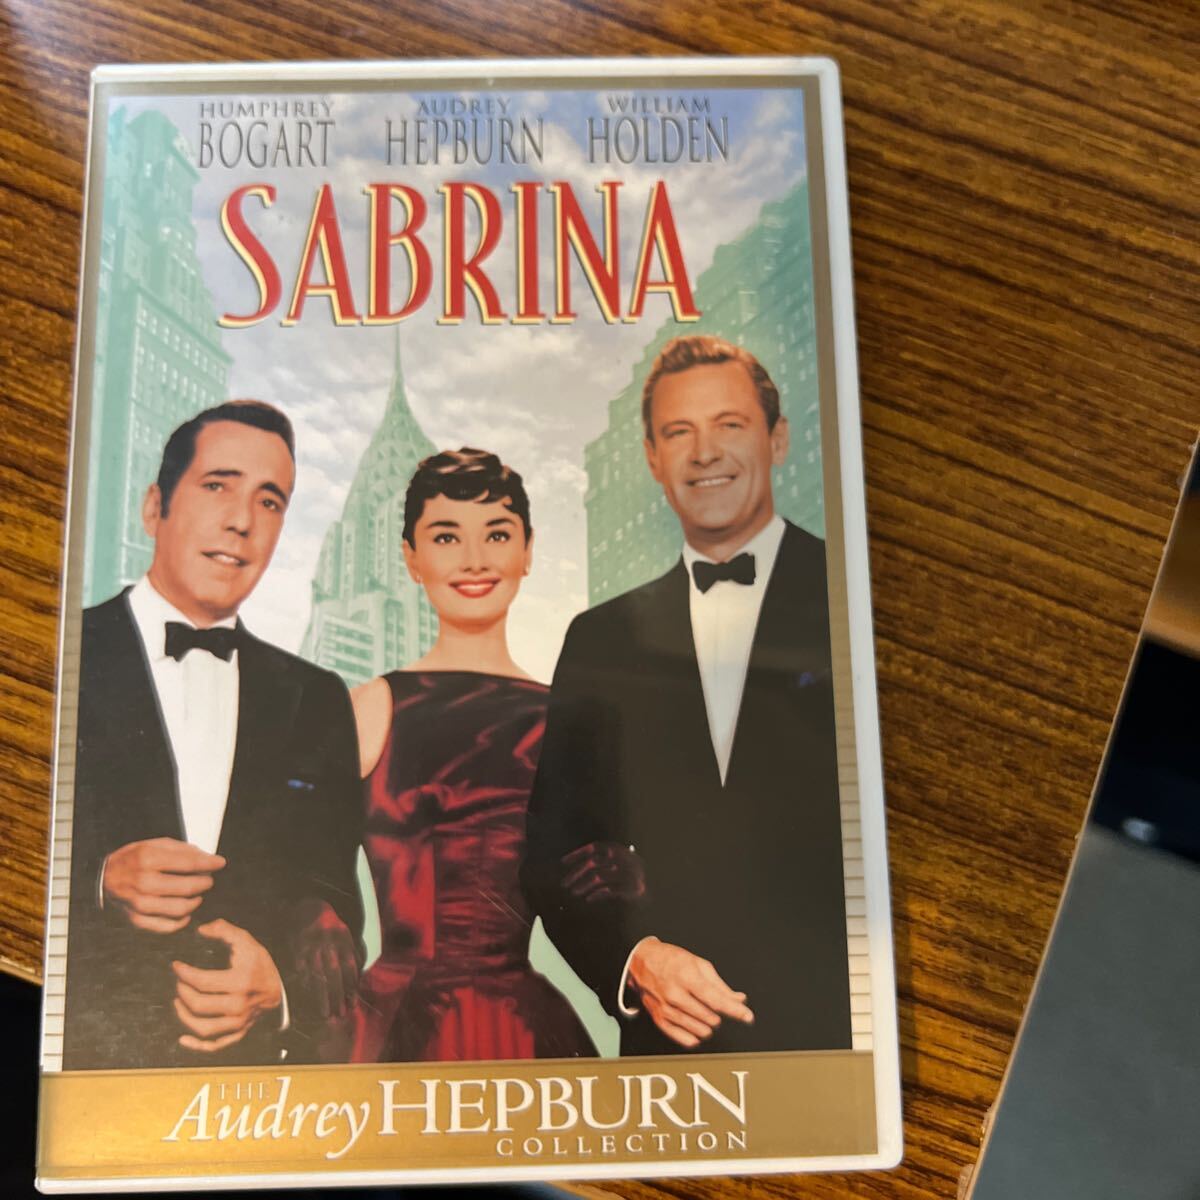 HUMPHREY AUDREY WILLIAM
BOGART HEPBURN HOLDEN
SABRINA
THE
Audrey HEPBURN
COLLECTION